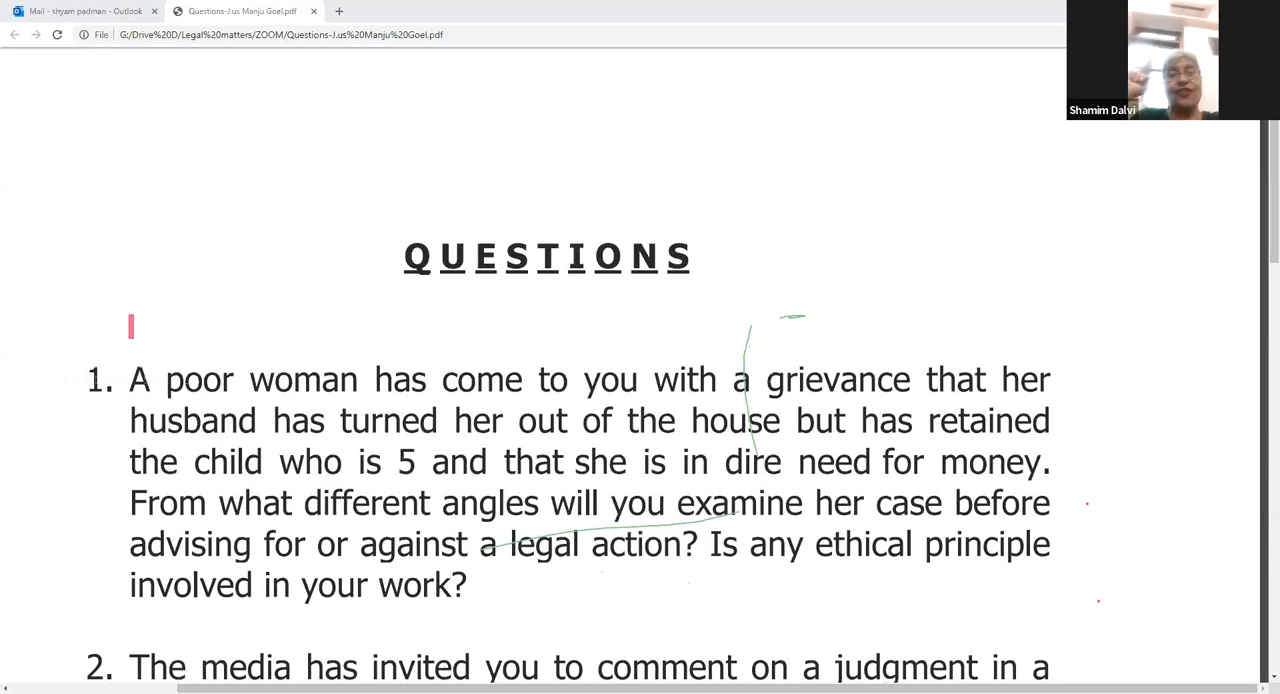 Mail - shyam padman - Outlook
Questions-J.us Manju Goel.pdf
File
G:/Drive%20D/Legal%20matters/ZOOM/Questions-J.us%20Manju%20Goel.pdf
Shamim Dalvi
QUESTIONS
1. A poor woman has come to you with a grievance that her
husband has turned her out of the house but has retained
the child who is 5 and that she is in dire need for money.
From what different angles will you examine her case before
advising for or against a legal action? Is any ethical principle
involved in your work?
2. The media has invited you to comment on a judgment in a